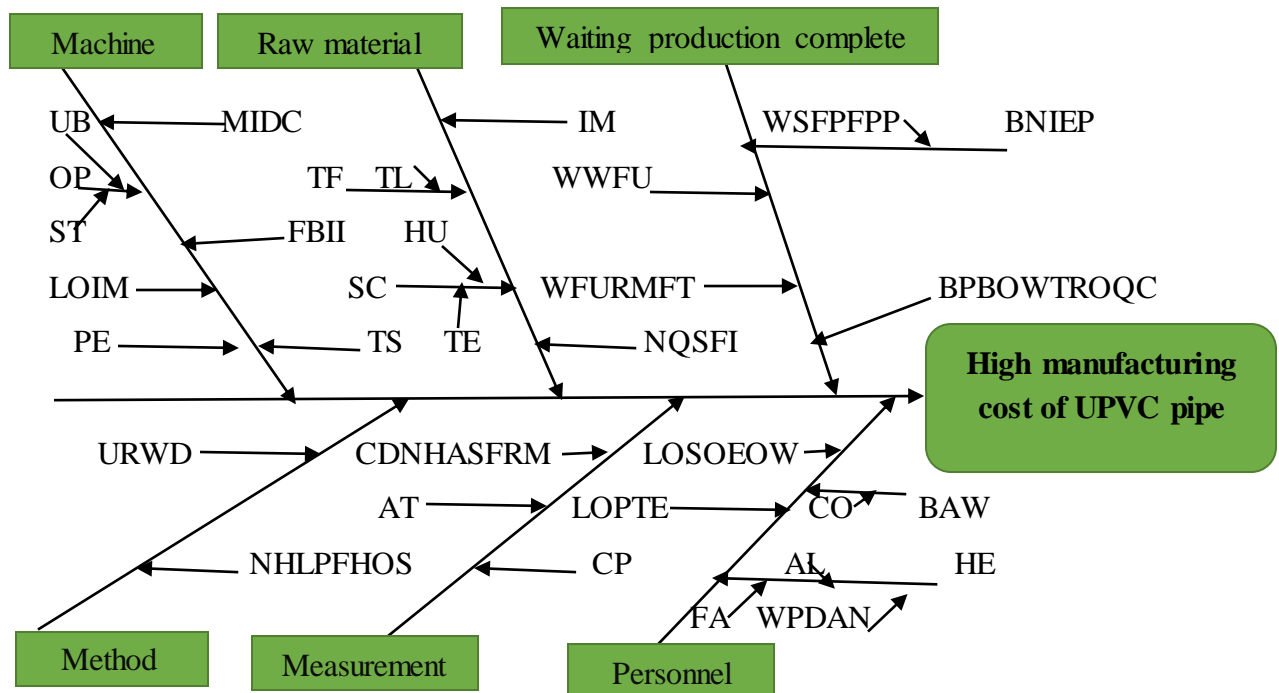 Machine
Raw material
Waiting production complete
UB
MIDC
IM
WSFPFPP
BNIEP
OP
TF
TL
WWFU
ST
FBII
HU
LOIM
SC
WFURMFT
BPBOWTROQC
PE
TS
TE
NQSFI
High manufacturing
cost of UPVC pipe
URWD
CDNHASFRM
LOSOEOW
AT
LOPTE
CO
BAW
NHLPFHOS
CP
AL
HE
FA
WPDAN
Method
Measurement
Personnel